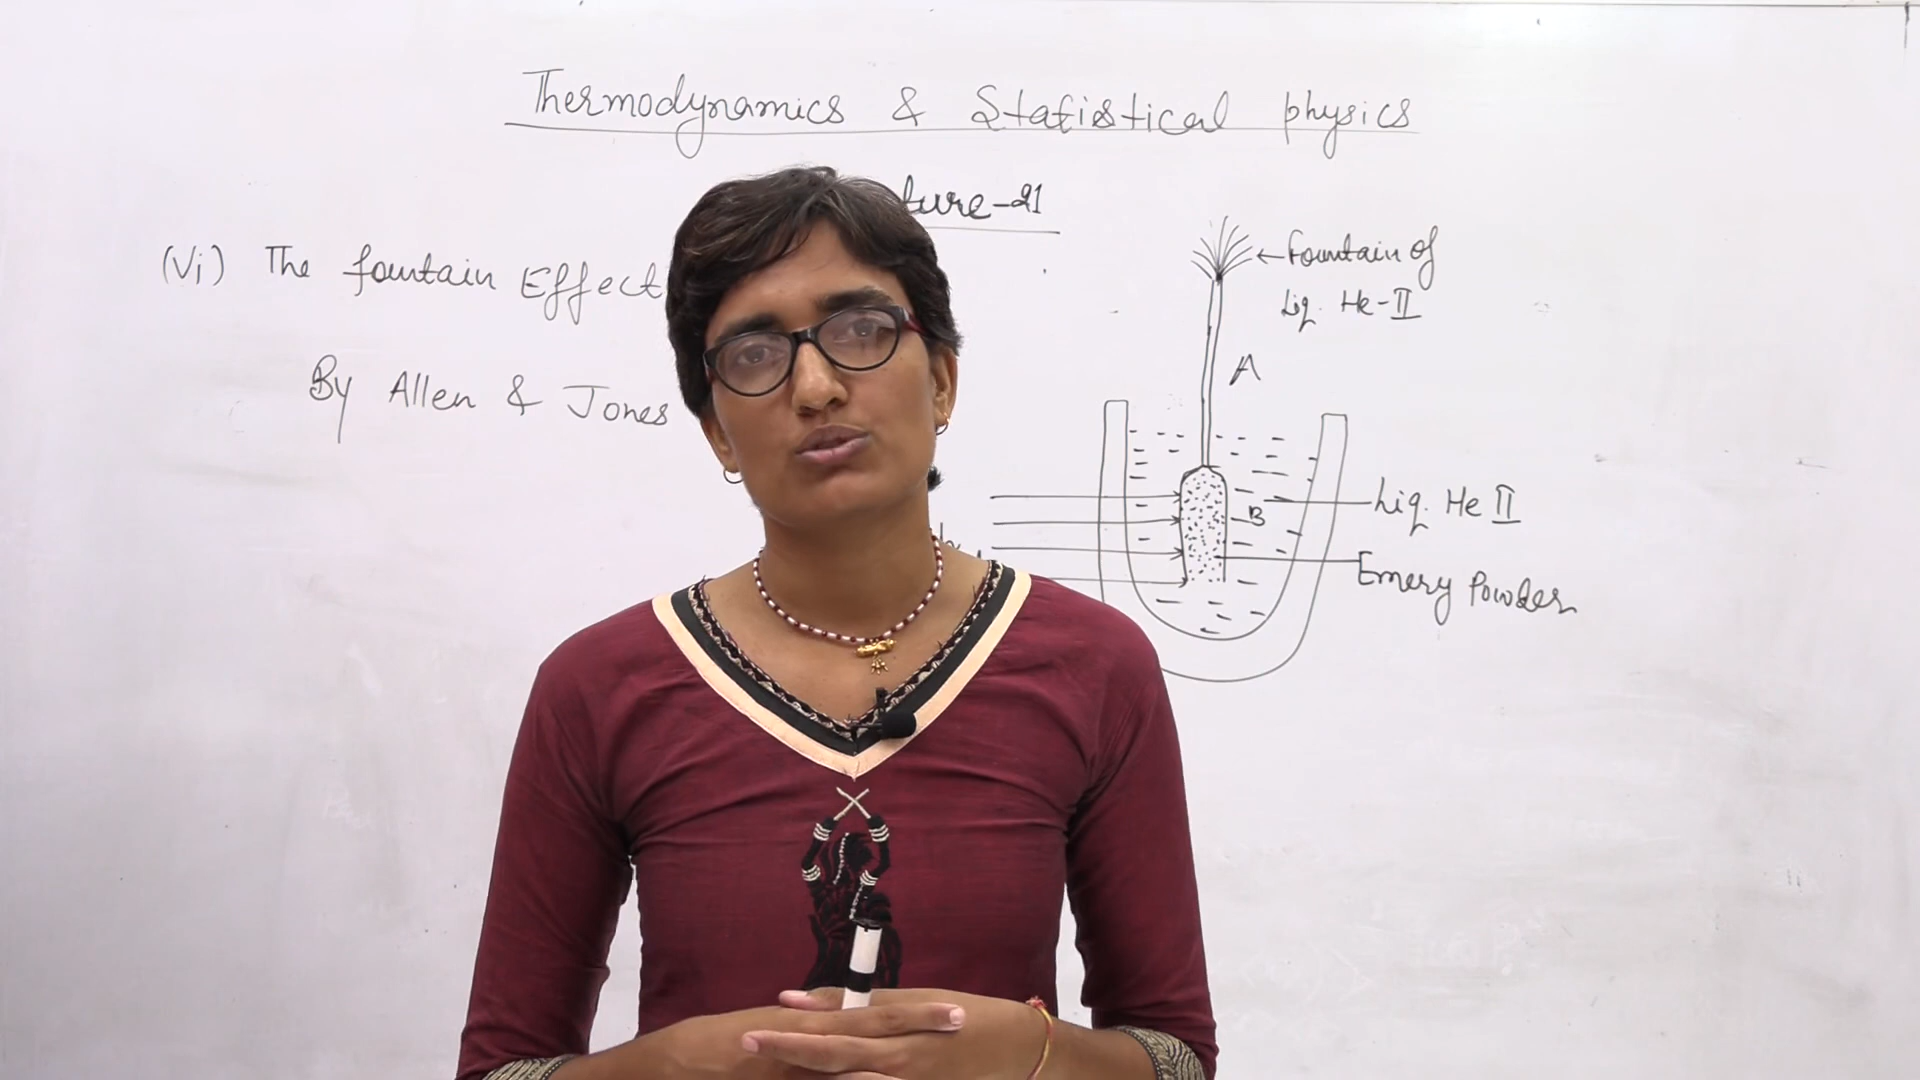 Thermodynamics & Statistical physics
ture-21
(Vi) The fountain Effect
By Allen & Jones
← Fountain of
Liq. He-II
A
B
Liq. He II
Emery Powder